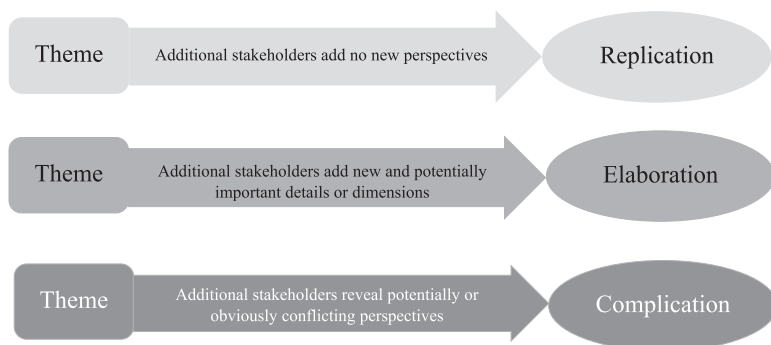 Theme
Additional stakeholders add no new perspectives
Replication
Theme
Additional stakeholders add new and potentially
important details or dimensions
Elaboration
Theme
Additional stakeholders reveal potentially or
obviously conflicting perspectives
Complication